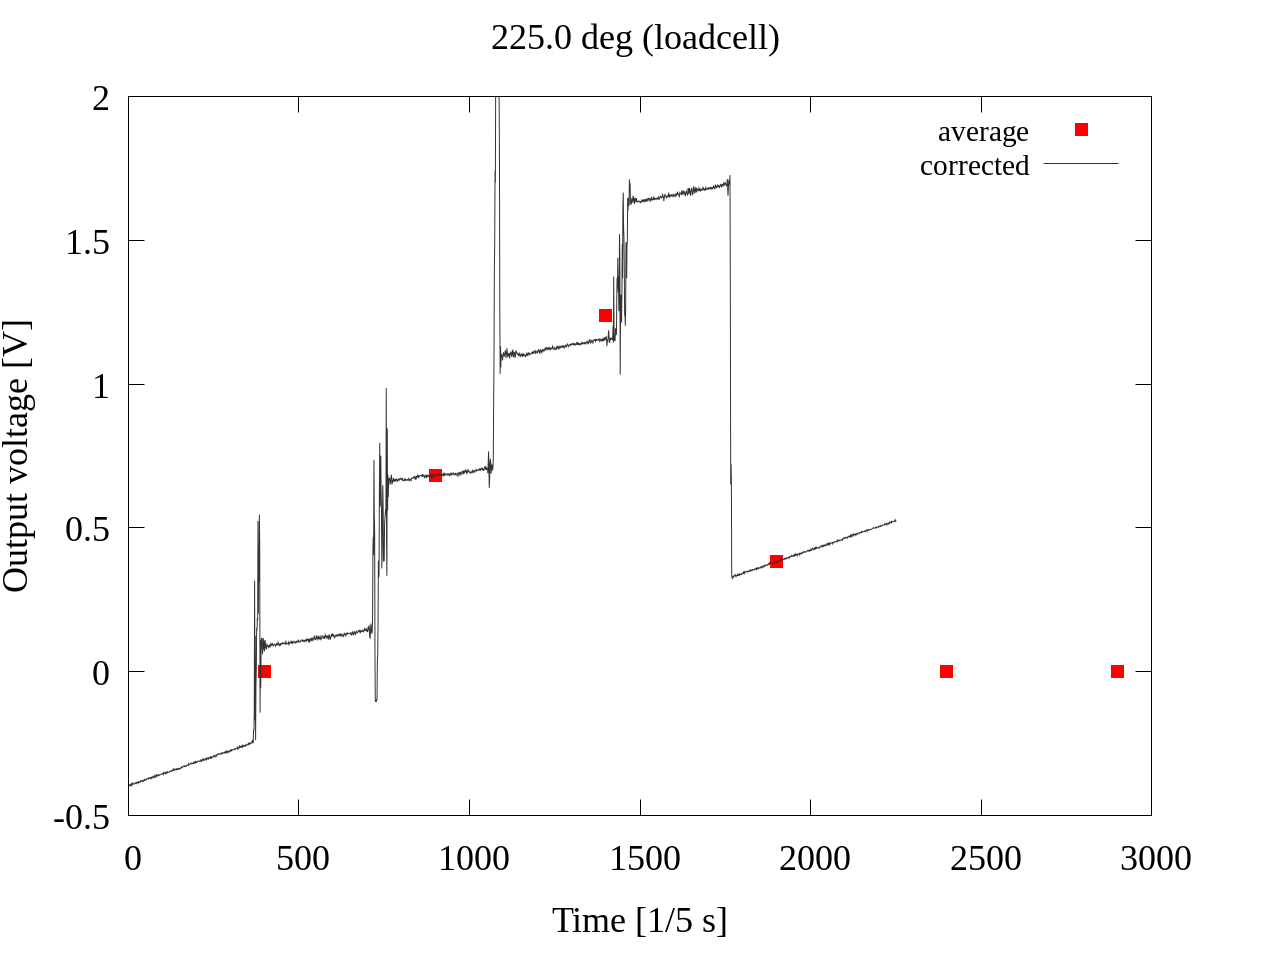 225.0 deg (loadcell)
2
1.5
1
0.5
0
-0.5
Output voltage [V]
average
corrected
0 500 1000 1500 2000 2500 3000
Time [1/5 s]